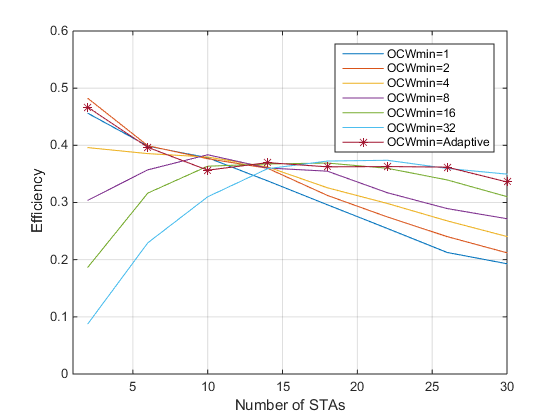 0.6
0.5
0.4
0.3
0.2
0.1
0
Efficiency
OCWmin=1
OCWmin=2
OCWmin=4
OCWmin=8
OCWmin=16
OCWmin=32
OCWmin=Adaptive
5 10 15 20 25 30
Number of STAs